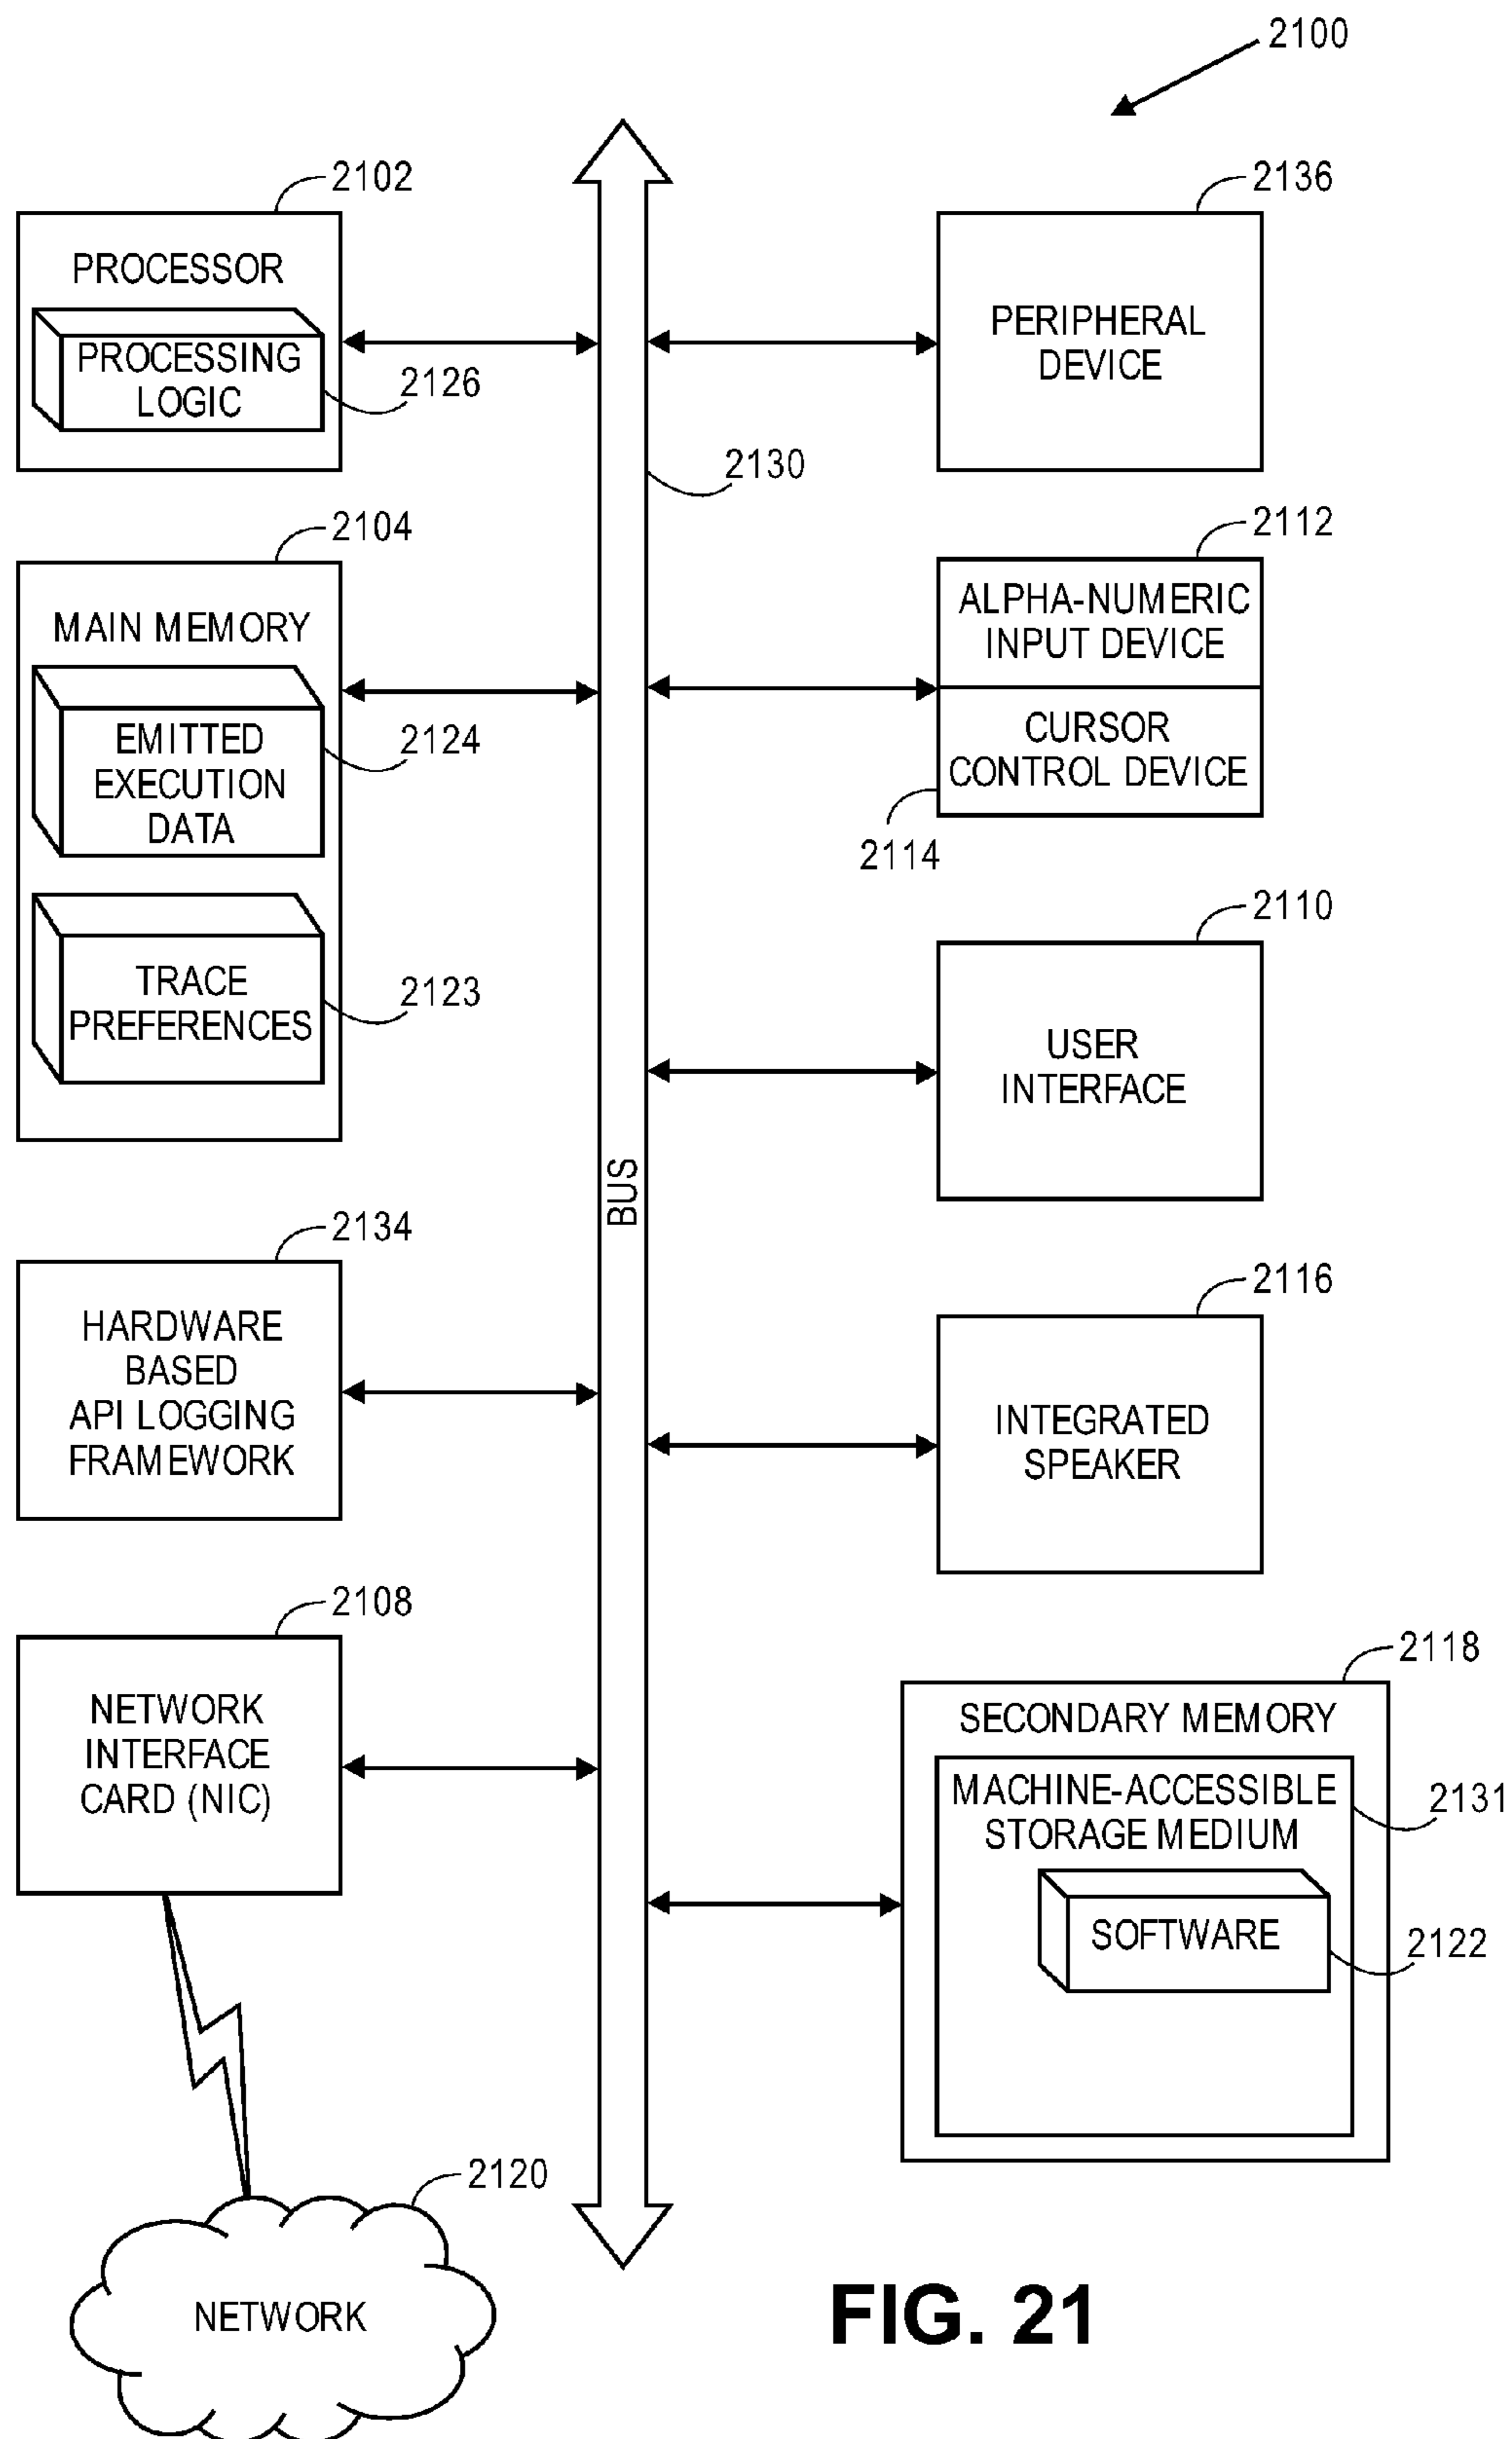 2100
2102
PROCESSOR
PROCESSING
LOGIC
2126
2136
PERIPHERAL
DEVICE
2130
2104
MAIN MEMORY
EMITTED
EXECUTION
DATA
2124
TRACE
PREFERENCES
2123
2112
ALPHA-NUMERIC
INPUT DEVICE
CURSOR
CONTROL DEVICE
2114
2110
USER
INTERFACE
BUS
2134
HARDWARE
BASED
API LOGGING
FRAMEWORK
2116
INTEGRATED
SPEAKER
2108
NETWORK
INTERFACE
CARD (NIC)
2118
SECONDARY MEMORY
MACHINE-ACCESSIBLE
STORAGE MEDIUM
2131
SOFTWARE
2122
2120
NETWORK
FIG. 21